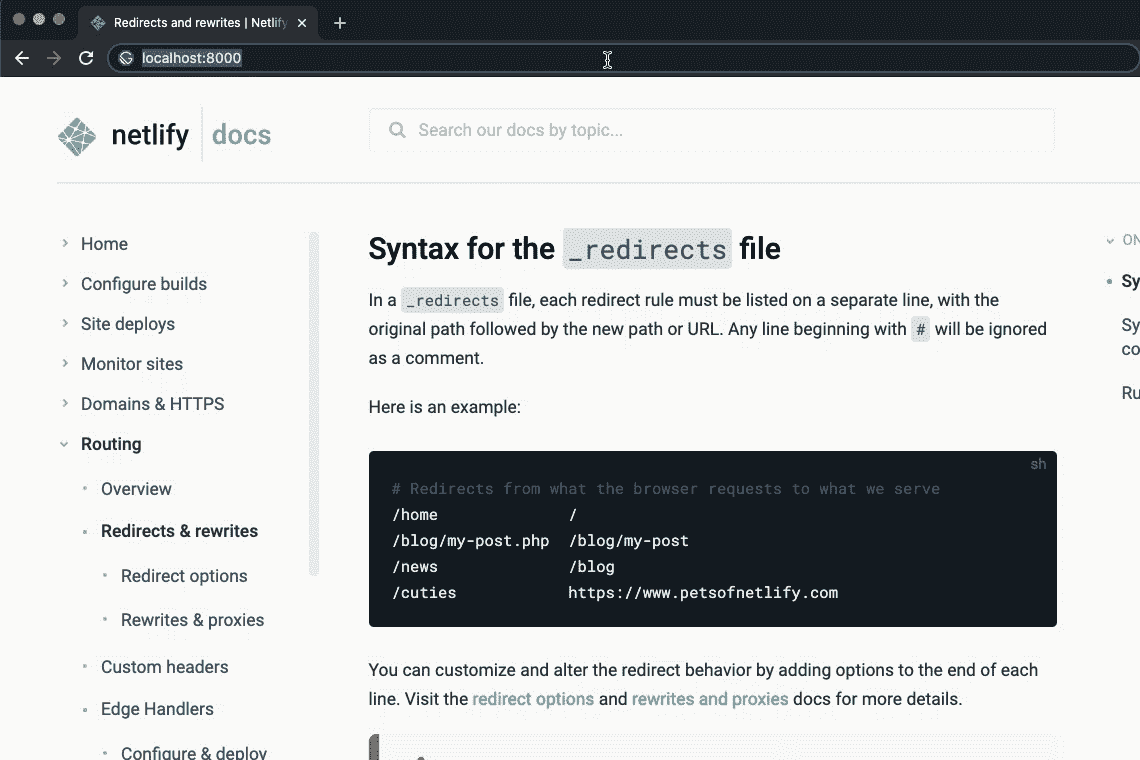 Redirects and rewrites | Netlify
localhost:8000
netlify docs
Search our docs by topic...
Home
Configure builds
Site deploys
Monitor sites
Domains & HTTPS
Routing
Overview
Redirects & rewrites
Redirect options
Rewrites & proxies
Custom headers
Edge Handlers
Configure & deploy
Syntax for the _redirects file
In a _redirects file, each redirect rule must be listed on a separate line, with the
original path followed by the new path or URL. Any line beginning with # will be ignored
as a comment.
Here is an example:
sh
# Redirects from what the browser requests to what we serve
/home /
/blog/my-post.php /blog/my-post
/news /blog
/cuties https://www.petsofnetlify.com
You can customize and alter the redirect behavior by adding options to the end of each
line. Visit the redirect options and rewrites and proxies docs for more details.
ON
Sy
Sy
co
Ru